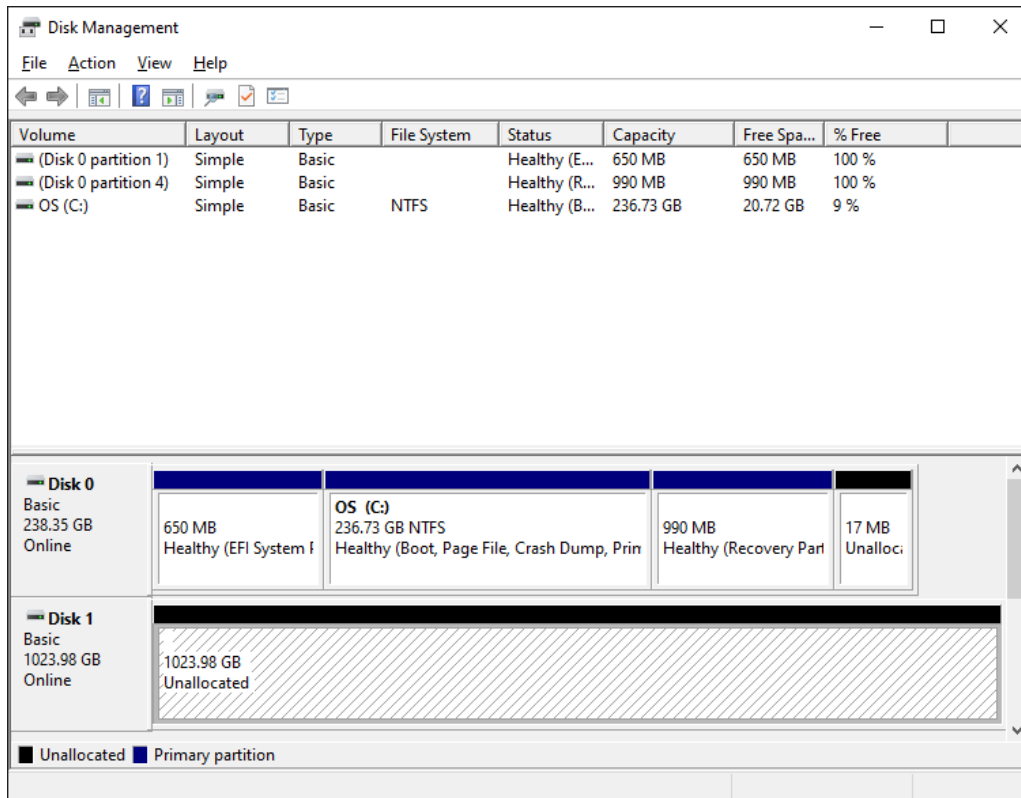 Disk Management
File Action View Help
Volume Layout Type File System Status Capacity Free Spa... % Free
(Disk 0 partition 1) Simple Basic Healthy (E... 650 MB 650 MB 100 %
(Disk 0 partition 4) Simple Basic Healthy (R... 990 MB 990 MB 100 %
OS (C:) Simple Basic NTFS Healthy (B... 236.73 GB 20.72 GB 9 %
Disk 0
Basic
238.35 GB
Online
650 MB
Healthy (EFI System P
OS (C:)
236.73 GB NTFS
Healthy (Boot, Page File, Crash Dump, Prin
990 MB
Healthy (Recovery Part
17 MB
Unalloca
Disk 1
Basic
1023.98 GB
Online
1023.98 GB
Unallocated
Unallocated Primary partition